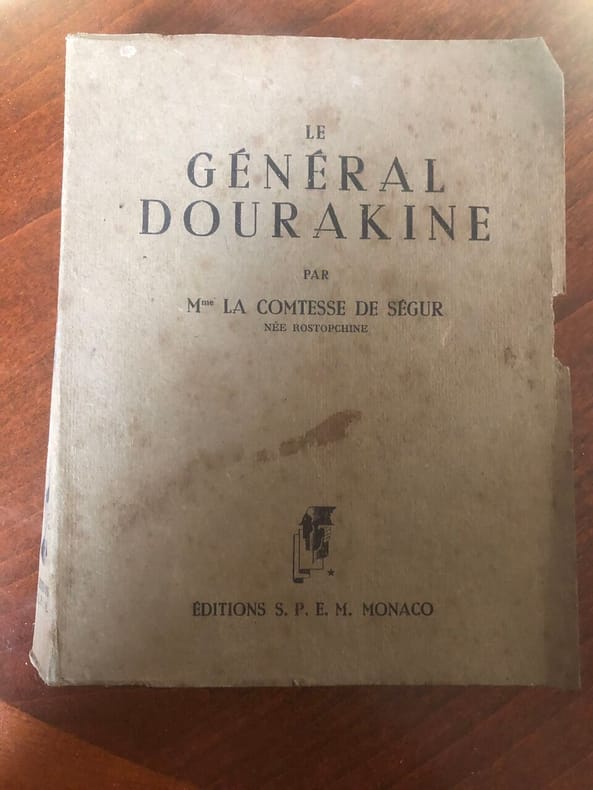 LE
GÉNÉRAL
DOURAKINE
PAR
Mme LA COMTESSE DE SÉGUR
NÉE ROSTOPCHINE
ÉDITIONS S. P. E. M. MONACO